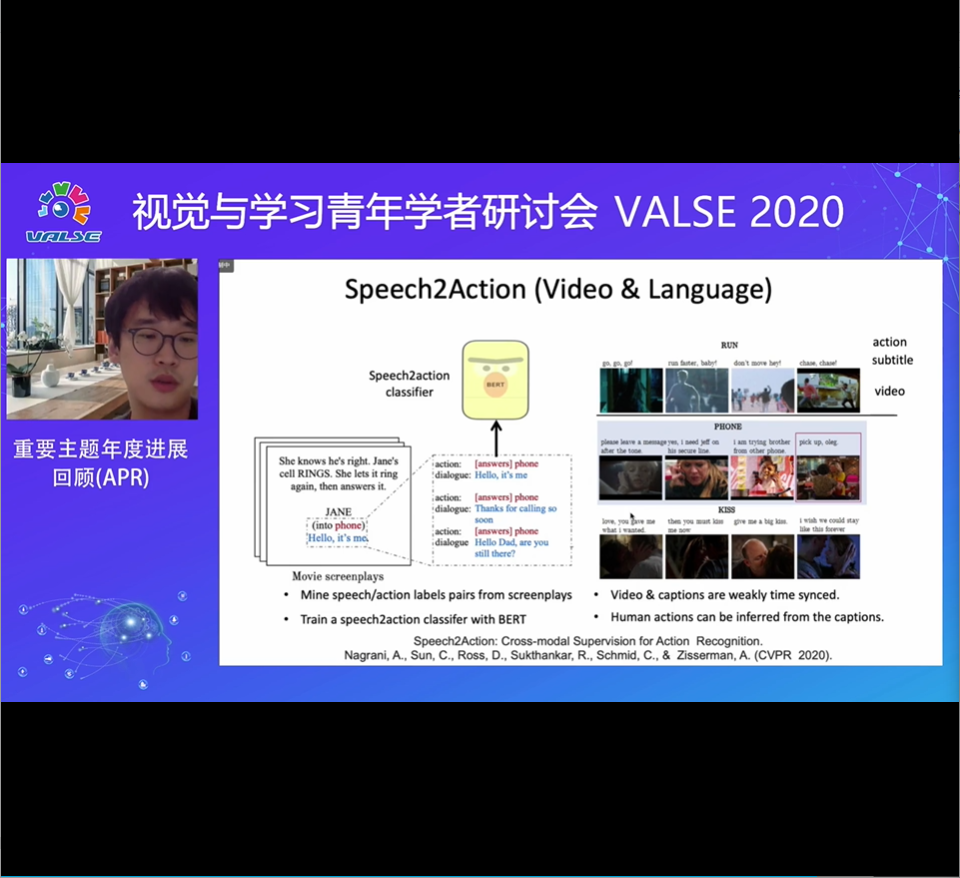 VALSE
视觉与学习青年学者研讨会 VALSE 2020
重要主题年度进展
回顾(APR)
Speech2Action (Video & Language)
Speech2action
classifier
BERT
She knows he's right. Jane's
cell RINGS. She lets it ring
again, then answers it.
JANE
(into phone)
Hello, it's me.
Movie screenplays
action: [answers] phone
dialogue: Hello, it's me
action: [answers] phone
dialogue: Thanks for calling so
soon
action: [answers] phone
dialogue Hello Dad, are you
still there?
• Mine speech/action labels pairs from screenplays
• Train a speech2action classifer with BERT
RUN
go, go, go!
run faster, baby!
don't move hey!
chase, chase!
action
subtitle
video
PHONE
please leave a message
after the tone.
yes, i need jeff on
his secure line.
i am trying brother
from other phone.
pick up, oleg.
KISS
love, you gave me
what i wanted.
then you must kiss
me now
give me a big kiss.
i wish we could stay
like this forever
• Video & captions are weakly time synced.
• Human actions can be inferred from the captions.
Speech2Action: Cross-modal Supervision for Action Recognition.
Nagrani, A., Sun, C., Ross, D., Sukthankar, R., Schmid, C., & Zisserman, A. (CVPR 2020).